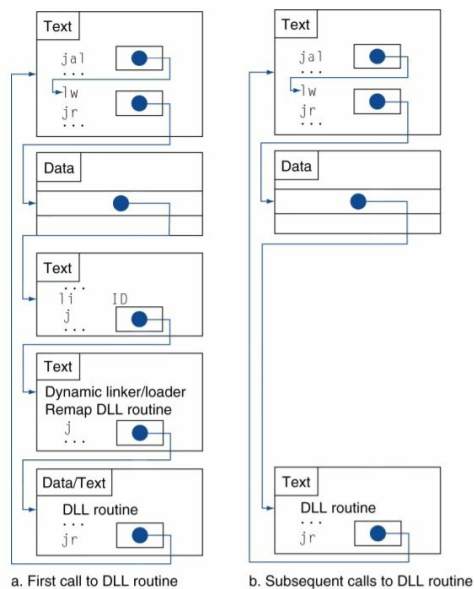 Text
jal
...
lw
jr
...
Data
Text
...
li ID
j
...
Text
Dynamic linker/loader
Remap DLL routine
j
...
Data/Text
DLL routine
...
jr
a. First call to DLL routine
Text
jal
...
lw
jr
...
Data
Text
DLL routine
...
jr
b. Subsequent calls to DLL routine